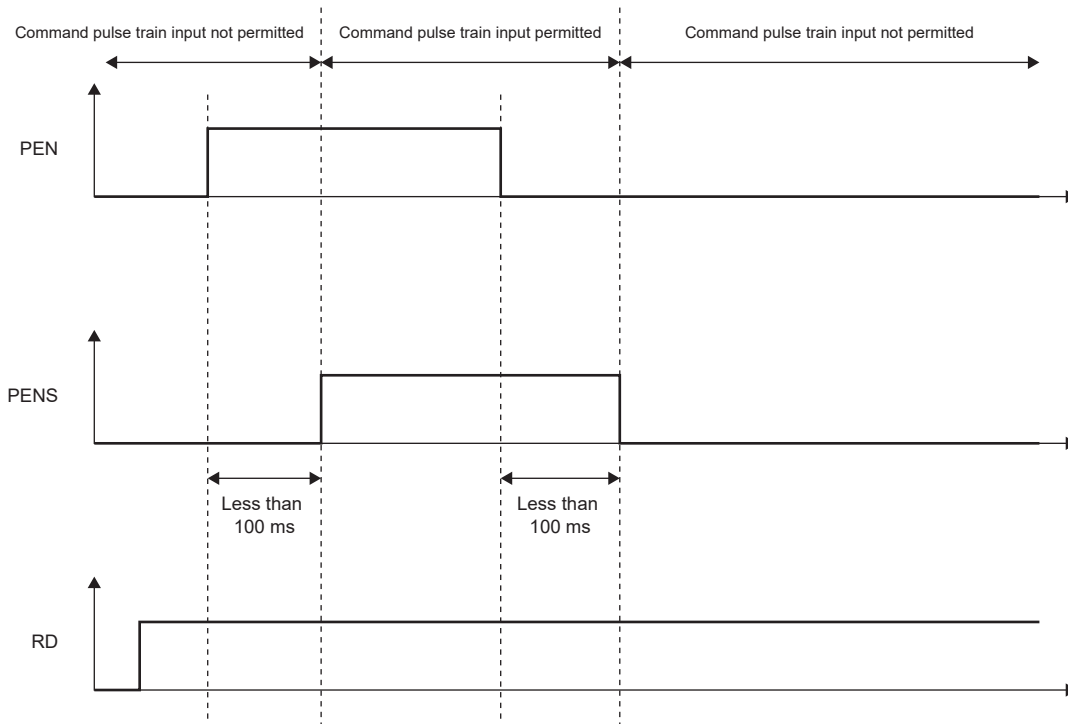 Command pulse train input not permitted
Command pulse train input permitted
Command pulse train input not permitted
PEN
PENS
Less than
100 ms
Less than
100 ms
RD